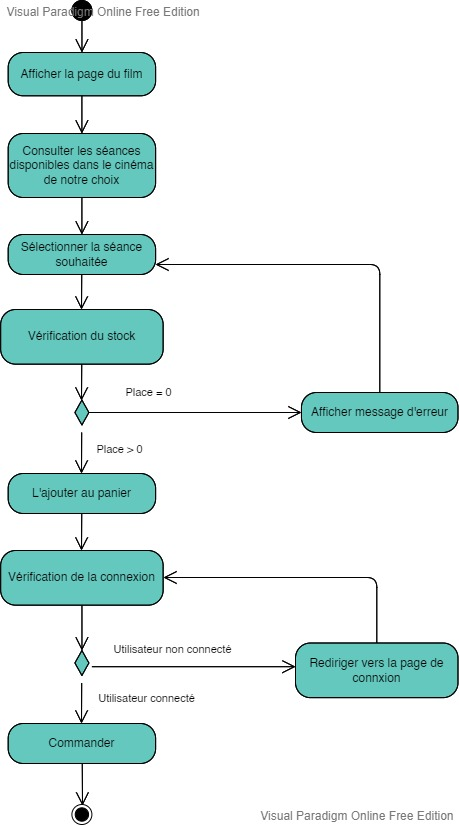 Visual Paradigm Online Free Edition
Afficher la page du film
Consulter les séances
disponibles dans le cinéma
de notre choix
Sélectionner la séance
souhaitée
Vérification du stock
Place = 0
Afficher message d'erreur
Place > 0
L'ajouter au panier
Vérification de la connexion
Utilisateur non connecté
Rediriger vers la page de
connxion
Utilisateur connecté
Commander
Visual Paradigm Online Free Edition